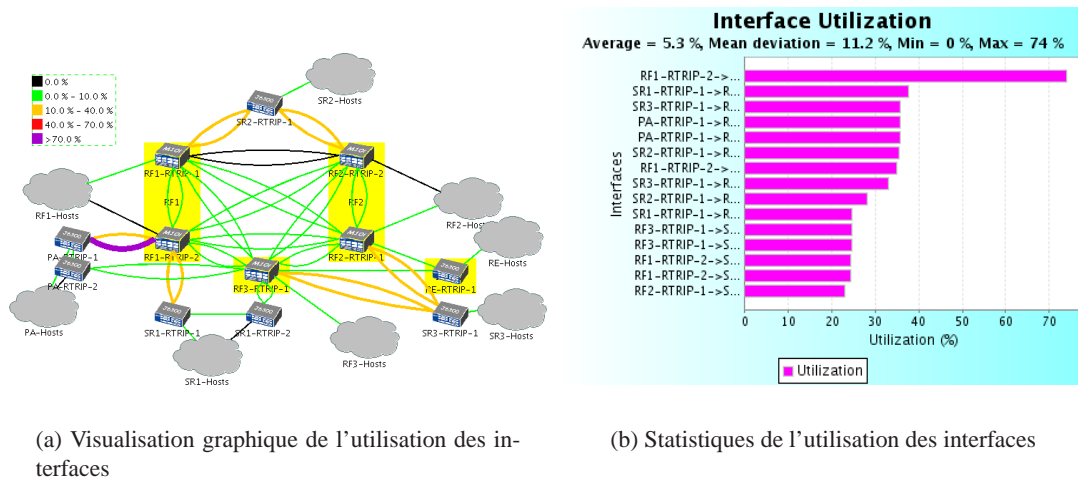 0.0 %
0.0 % - 10.0 %
10.0 % - 40.0 %
40.0 % - 70.0 %
>70.0 %
SR2-Hosts
SR2-RTRIP-1
RF1-RTRIP-1
RF2-RTRIP-2
RF1
RF2
RF1-Hosts
RF2-Hosts
PA-RTRIP-1
RF1-RTRIP-2
RF2-RTRIP-1
RE-Hosts
PA-RTRIP-2
RF3-RTRIP-1
RE-RTRIP-1
PA-Hosts
SR1-RTRIP-1
SR1-RTRIP-2
SR3-RTRIP-1
SR3-Hosts
RF3-Hosts
SR1-Hosts
(a) Visualisation graphique de l'utilisation des in-
terfaces
Interface Utilization
Average = 5.3 %, Mean deviation = 11.2 %, Min = 0 %, Max = 74 %
Interfaces
RF1-RTRIP-2->...
SR1-RTRIP-1->R...
SR3-RTRIP-1->R...
PA-RTRIP-1->R...
PA-RTRIP-1->R...
SR2-RTRIP-1->R...
RF1-RTRIP-2->...
SR3-RTRIP-1->R...
SR2-RTRIP-1->R...
SR1-RTRIP-1->R...
RF3-RTRIP-1->S...
RF3-RTRIP-1->S...
RF1-RTRIP-2->S...
RF1-RTRIP-2->S...
RF2-RTRIP-1->S...
0 10 20 30 40 50 60 70
Utilization (%)
Utilization
(b) Statistiques de l'utilisation des interfaces